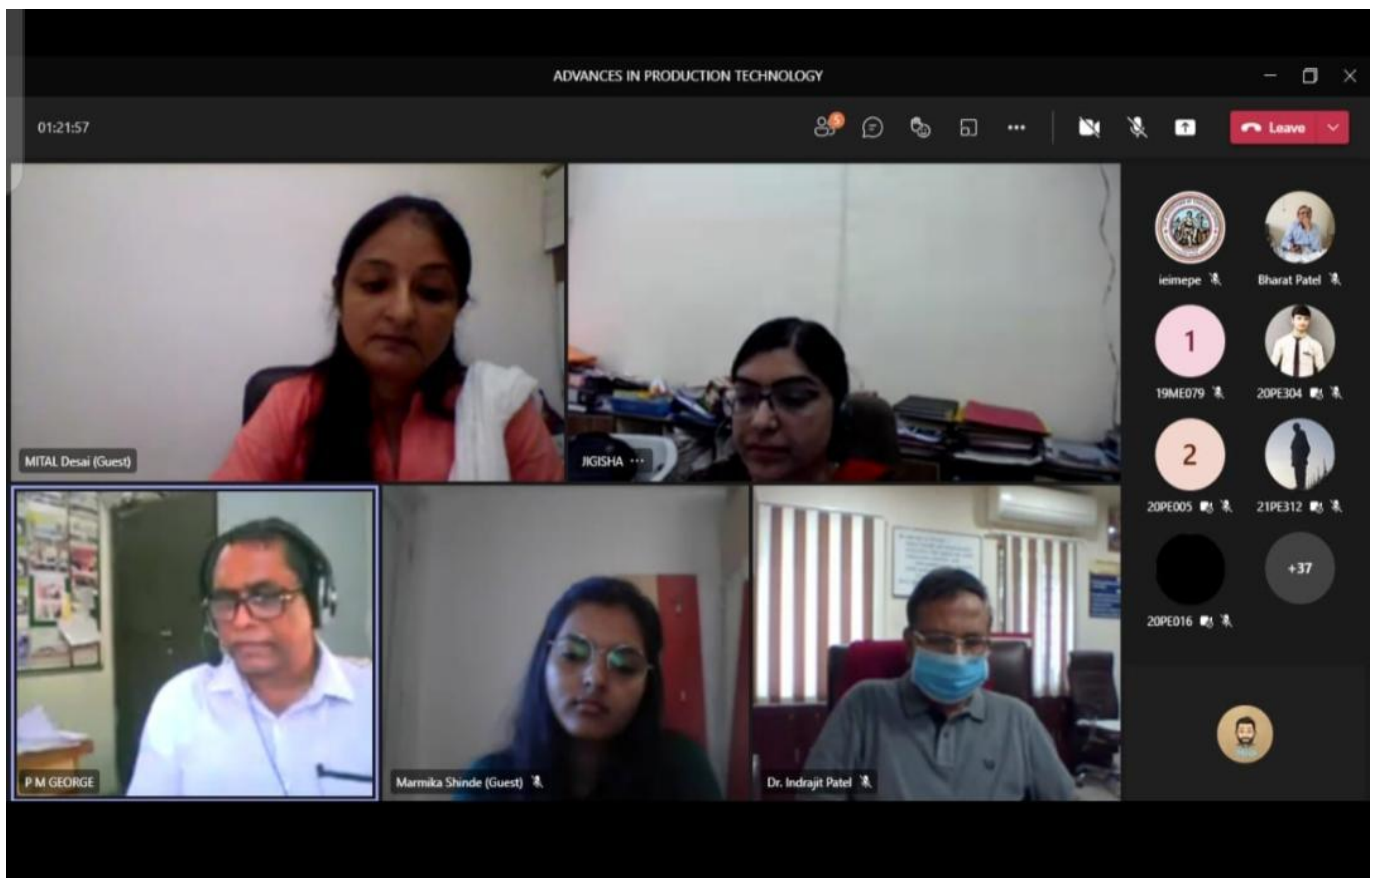 ADVANCES IN PRODUCTION TECHNOLOGY
01:21:57
5
Leave
MITAL Desai (Guest)
JIGISHA ···
P M GEORGE
Marmika Shinde (Guest)
Dr. Indrajit Patel
ieimepe
Bharat Patel
1
19ME079
20PE304
2
20PE005
21PE312
20PE016
+37